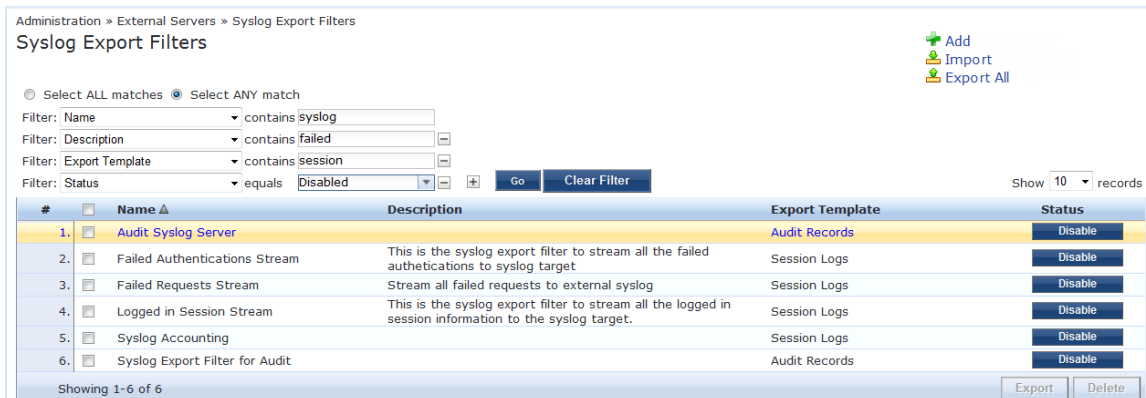 Administration » External Servers » Syslog Export Filters
Syslog Export Filters
Add
Import
Export All
Select ALL matches Select ANY match
Filter: Name contains syslog
Filter: Description contains failed
Filter: Export Template contains session
Filter: Status equals Disabled Go Clear Filter Show 10 records
# Name Description Export Template Status
1. Audit Syslog Server Audit Records Disable
2. Failed Authentications Stream This is the syslog export filter to stream all the failed authetications to syslog target Session Logs Disable
3. Failed Requests Stream Stream all failed requests to external syslog Session Logs Disable
4. Logged in Session Stream This is the syslog export filter to stream all the logged in session information to the syslog target. Session Logs Disable
5. Syslog Accounting Session Logs Disable
6. Syslog Export Filter for Audit Audit Records Disable
Showing 1-6 of 6 Export Delete